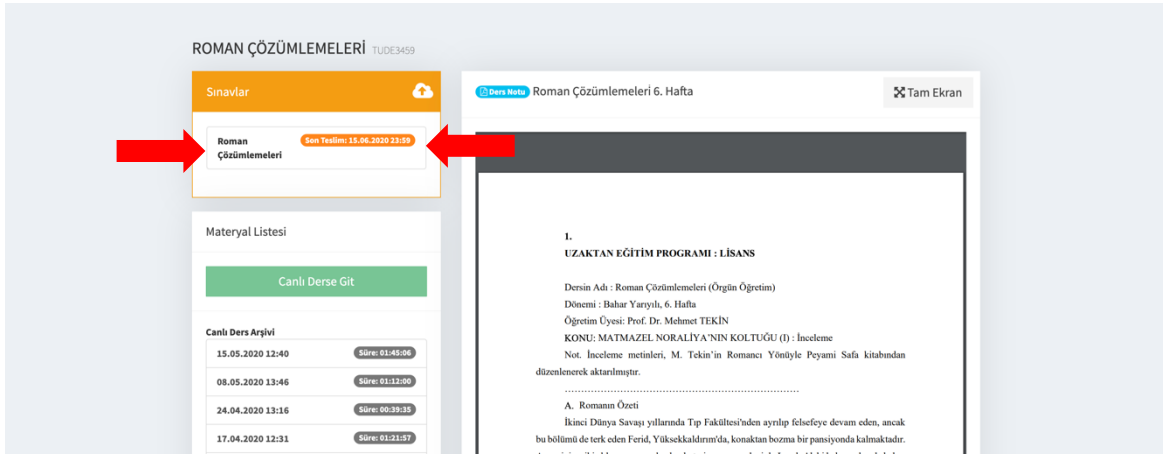 ROMAN ÇÖZÜMLEMELERİ TUDE3459
Sınavlar
Roman
Çözümlemeleri
Son Teslim: 15.06.2020 23:59
Materyal Listesi
Canlı Derse Git
Canlı Ders Arşivi
15.05.2020 12:40 Süre: 01:45:06
08.05.2020 13:46 Süre: 01:12:00
24.04.2020 13:16 Süre: 00:39:35
17.04.2020 12:31 Süre: 01:21:57
Ders Notu Roman Çözümlemeleri 6. Hafta
Tam Ekran
1.
UZAKTAN EĞİTİM PROGRAMI : LİSANS
Dersin Adı : Roman Çözümlemeleri (Örgün Öğretim)
Dönemi : Bahar Yarıyılı, 6. Hafta
Öğretim Üyesi: Prof. Dr. Mehmet TEKİN
KONU: MATMAZEL NORALİYA'NIN KOLTUĞU (I) : İnceleme
Not. İnceleme metinleri, M. Tekin'in Romancı Yönüyle Peyami Safa kitabından
düzenlenerek aktarılmıştır.
……………………………………………………………
A. Romanın Özeti
İkinci Dünya Savaşı yıllarında Tıp Fakültesi'nden ayrılıp felsefeye devam eden, ancak
bu bölümü de terk eden Ferid, Yüksekkaldırım'da, konaktan bozma bir pansiyonda kalmaktadır.